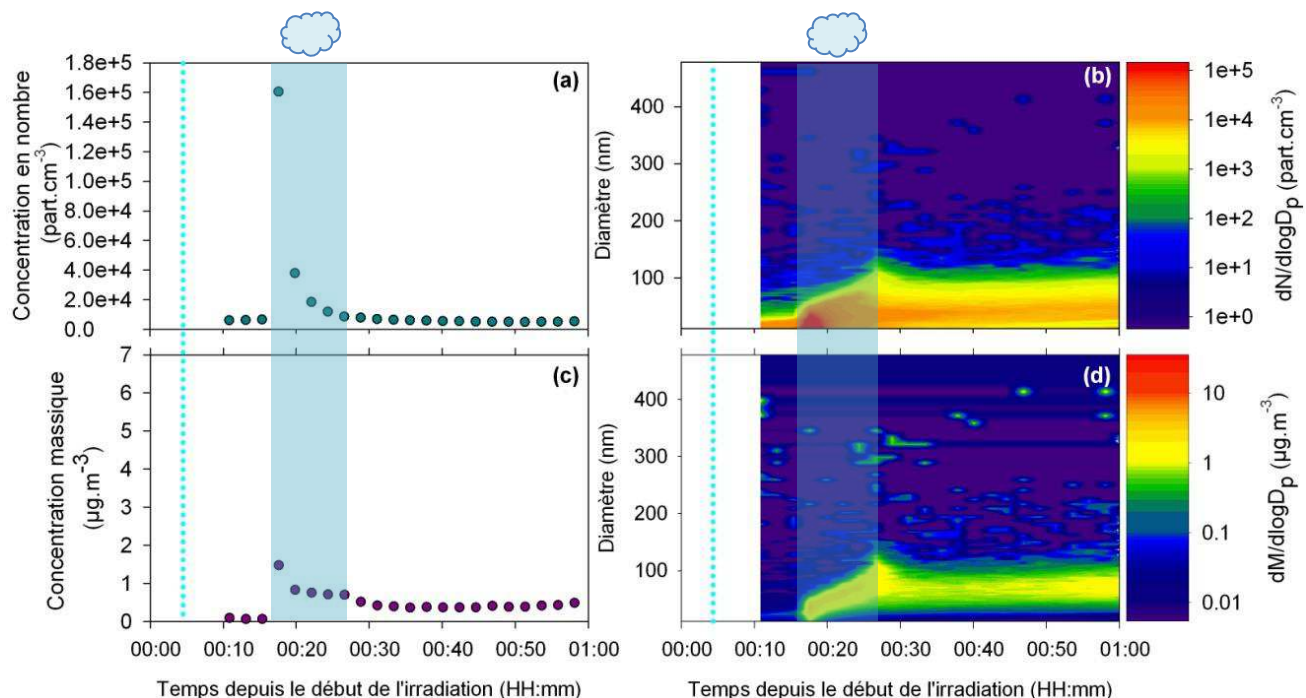 Concentration en nombre
(part.cm-3)
1.8e+5
1.6e+5
1.4e+5
1.2e+5
1.0e+5
8.0e+4
6.0e+4
4.0e+4
2.0e+4
0.0
(a)
Diamètre (nm)
400
300
200
100
(b)
1e+5
1e+4
1e+3
1e+2
1e+1
1e+0
dN/dlogDp (part.cm-3)
Concentration massique
(µg.m-3)
7
6
5
4
3
2
1
0
(c)
00:00 00:10 00:20 00:30 00:40 00:50 01:00
Temps depuis le début de l'irradiation (HH:mm)
Diamètre (nm)
400
300
200
100
(d)
00:00 00:10 00:20 00:30 00:40 00:50 01:00
Temps depuis le début de l'irradiation (HH:mm)
10
1
0.1
0.01
dM/dlogDp (µg.m-3)